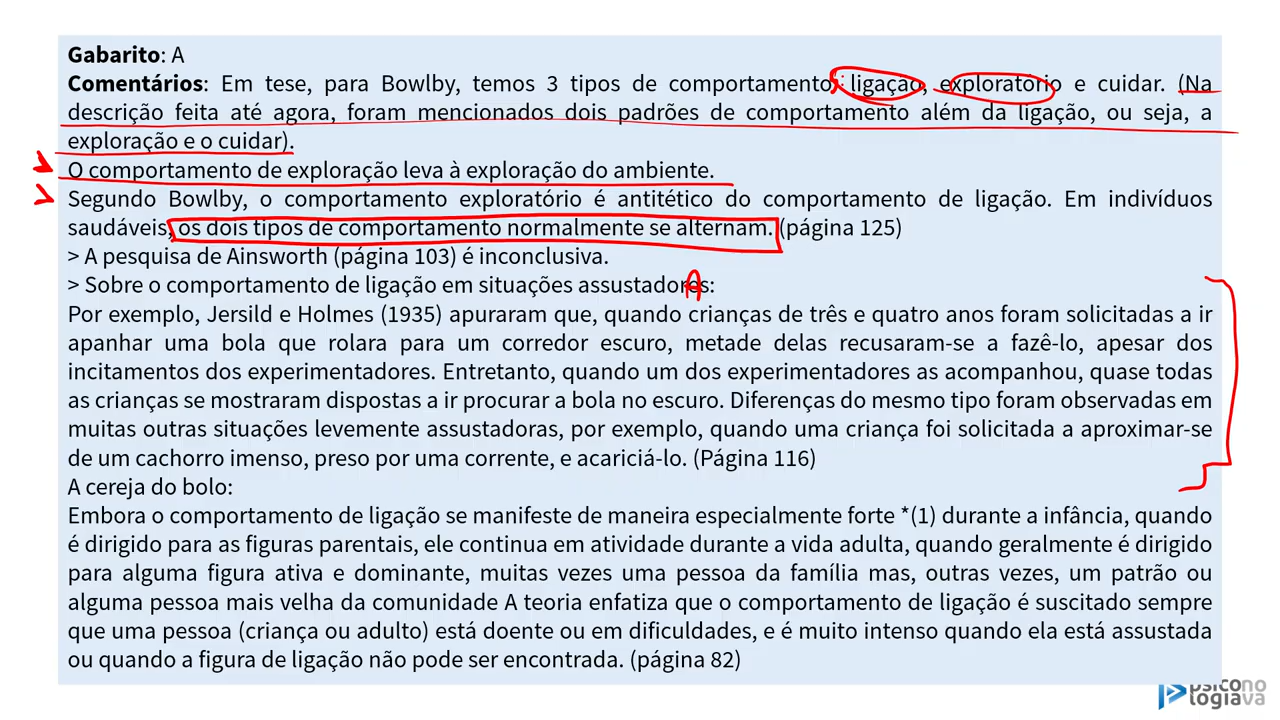 Gabarito: A
Comentários: Em tese, para Bowlby, temos 3 tipos de comportamento: ligação, exploratório e cuidar. (Na
descrição feita até agora, foram mencionados dois padrões de comportamento além da ligação, ou seja, a
exploração e o cuidar).
O comportamento de exploração leva à exploração do ambiente.
Segundo Bowlby, o comportamento exploratório é antitético do comportamento de ligação. Em indivíduos
saudáveis, os dois tipos de comportamento normalmente se alternam. (página 125)
> A pesquisa de Ainsworth (página 103) é inconclusiva.
> Sobre o comportamento de ligação em situações assustadores:
A
Por exemplo, Jersild e Holmes (1935) apuraram que, quando crianças de três e quatro anos foram solicitadas a ir
apanhar uma bola que rolara para um corredor escuro, metade delas recusaram-se a fazê-lo, apesar dos
incitamentos dos experimentadores. Entretanto, quando um dos experimentadores as acompanhou, quase todas
as crianças se mostraram dispostas a ir procurar a bola no escuro. Diferenças do mesmo tipo foram observadas em
muitas outras situações levemente assustadoras, por exemplo, quando uma criança foi solicitada a aproximar-se
de um cachorro imenso, preso por uma corrente, e acariciá-lo. (Página 116)
A cereja do bolo:
Embora o comportamento de ligação se manifeste de maneira especialmente forte *(1) durante a infância, quando
é dirigido para as figuras parentais, ele continua em atividade durante a vida adulta, quando geralmente é dirigido
para alguma figura ativa e dominante, muitas vezes uma pessoa da família mas, outras vezes, um patrão ou
alguma pessoa mais velha da comunidade A teoria enfatiza que o comportamento de ligação é suscitado sempre
que uma pessoa (criança ou adulto) está doente ou em dificuldades, e é muito intenso quando ela está assustada
ou quando a figura de ligação não pode ser encontrada. (página 82)
psicono
logiava